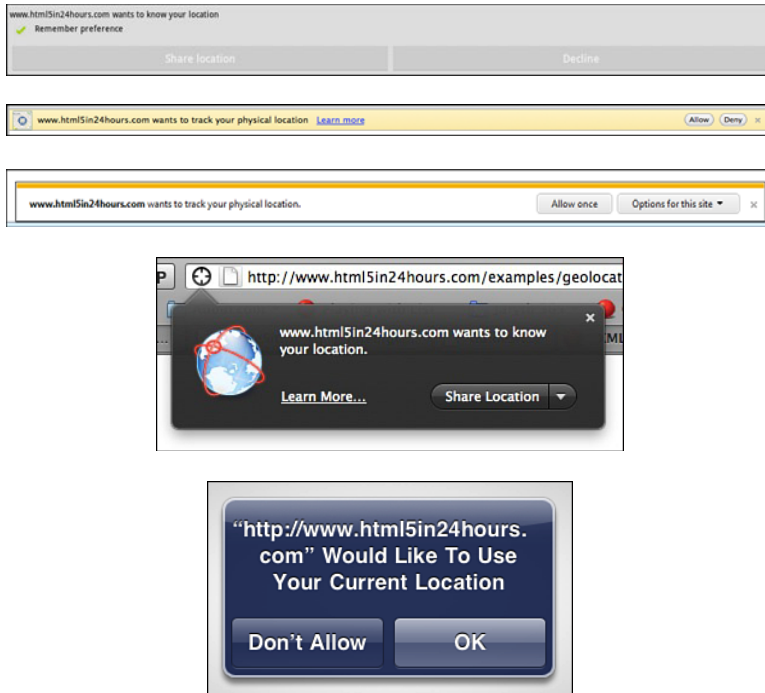 www.html5in24hours.com wants to know your location
Remember preference
Share location Decline
www.html5in24hours.com wants to track your physical location Learn more Allow Deny ×
www.html5in24hours.com wants to track your physical location. Allow once Options for this site ×
P http://www.html5in24hours.com/examples/geolocat
www.html5in24hours.com wants to know
your location.
Learn More... Share Location
“http://www.html5in24hours.
com” Would Like To Use
Your Current Location
Don't Allow OK